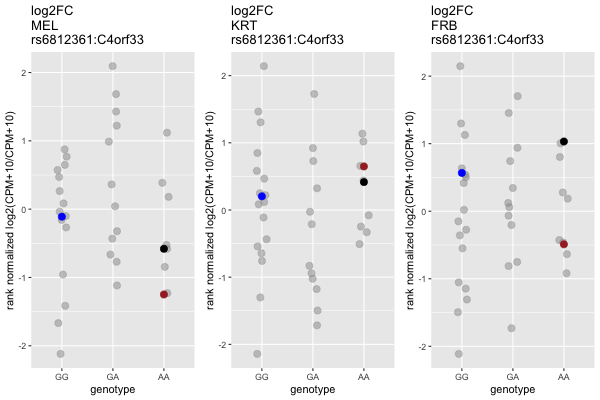 log2FC
MEL
rs6812361:C4orf33
rank normalized log2(CPM+10/CPM+10)
2
1
0
-1
-2
GG GA AA
genotype
log2FC
KRT
rs6812361:C4orf33
rank normalized log2(CPM+10/CPM+10)
2
1
0
-1
-2
GG GA AA
genotype
log2FC
FRB
rs6812361:C4orf33
rank normalized log2(CPM+10/CPM+10)
2
1
0
-1
-2
GG GA AA
genotype